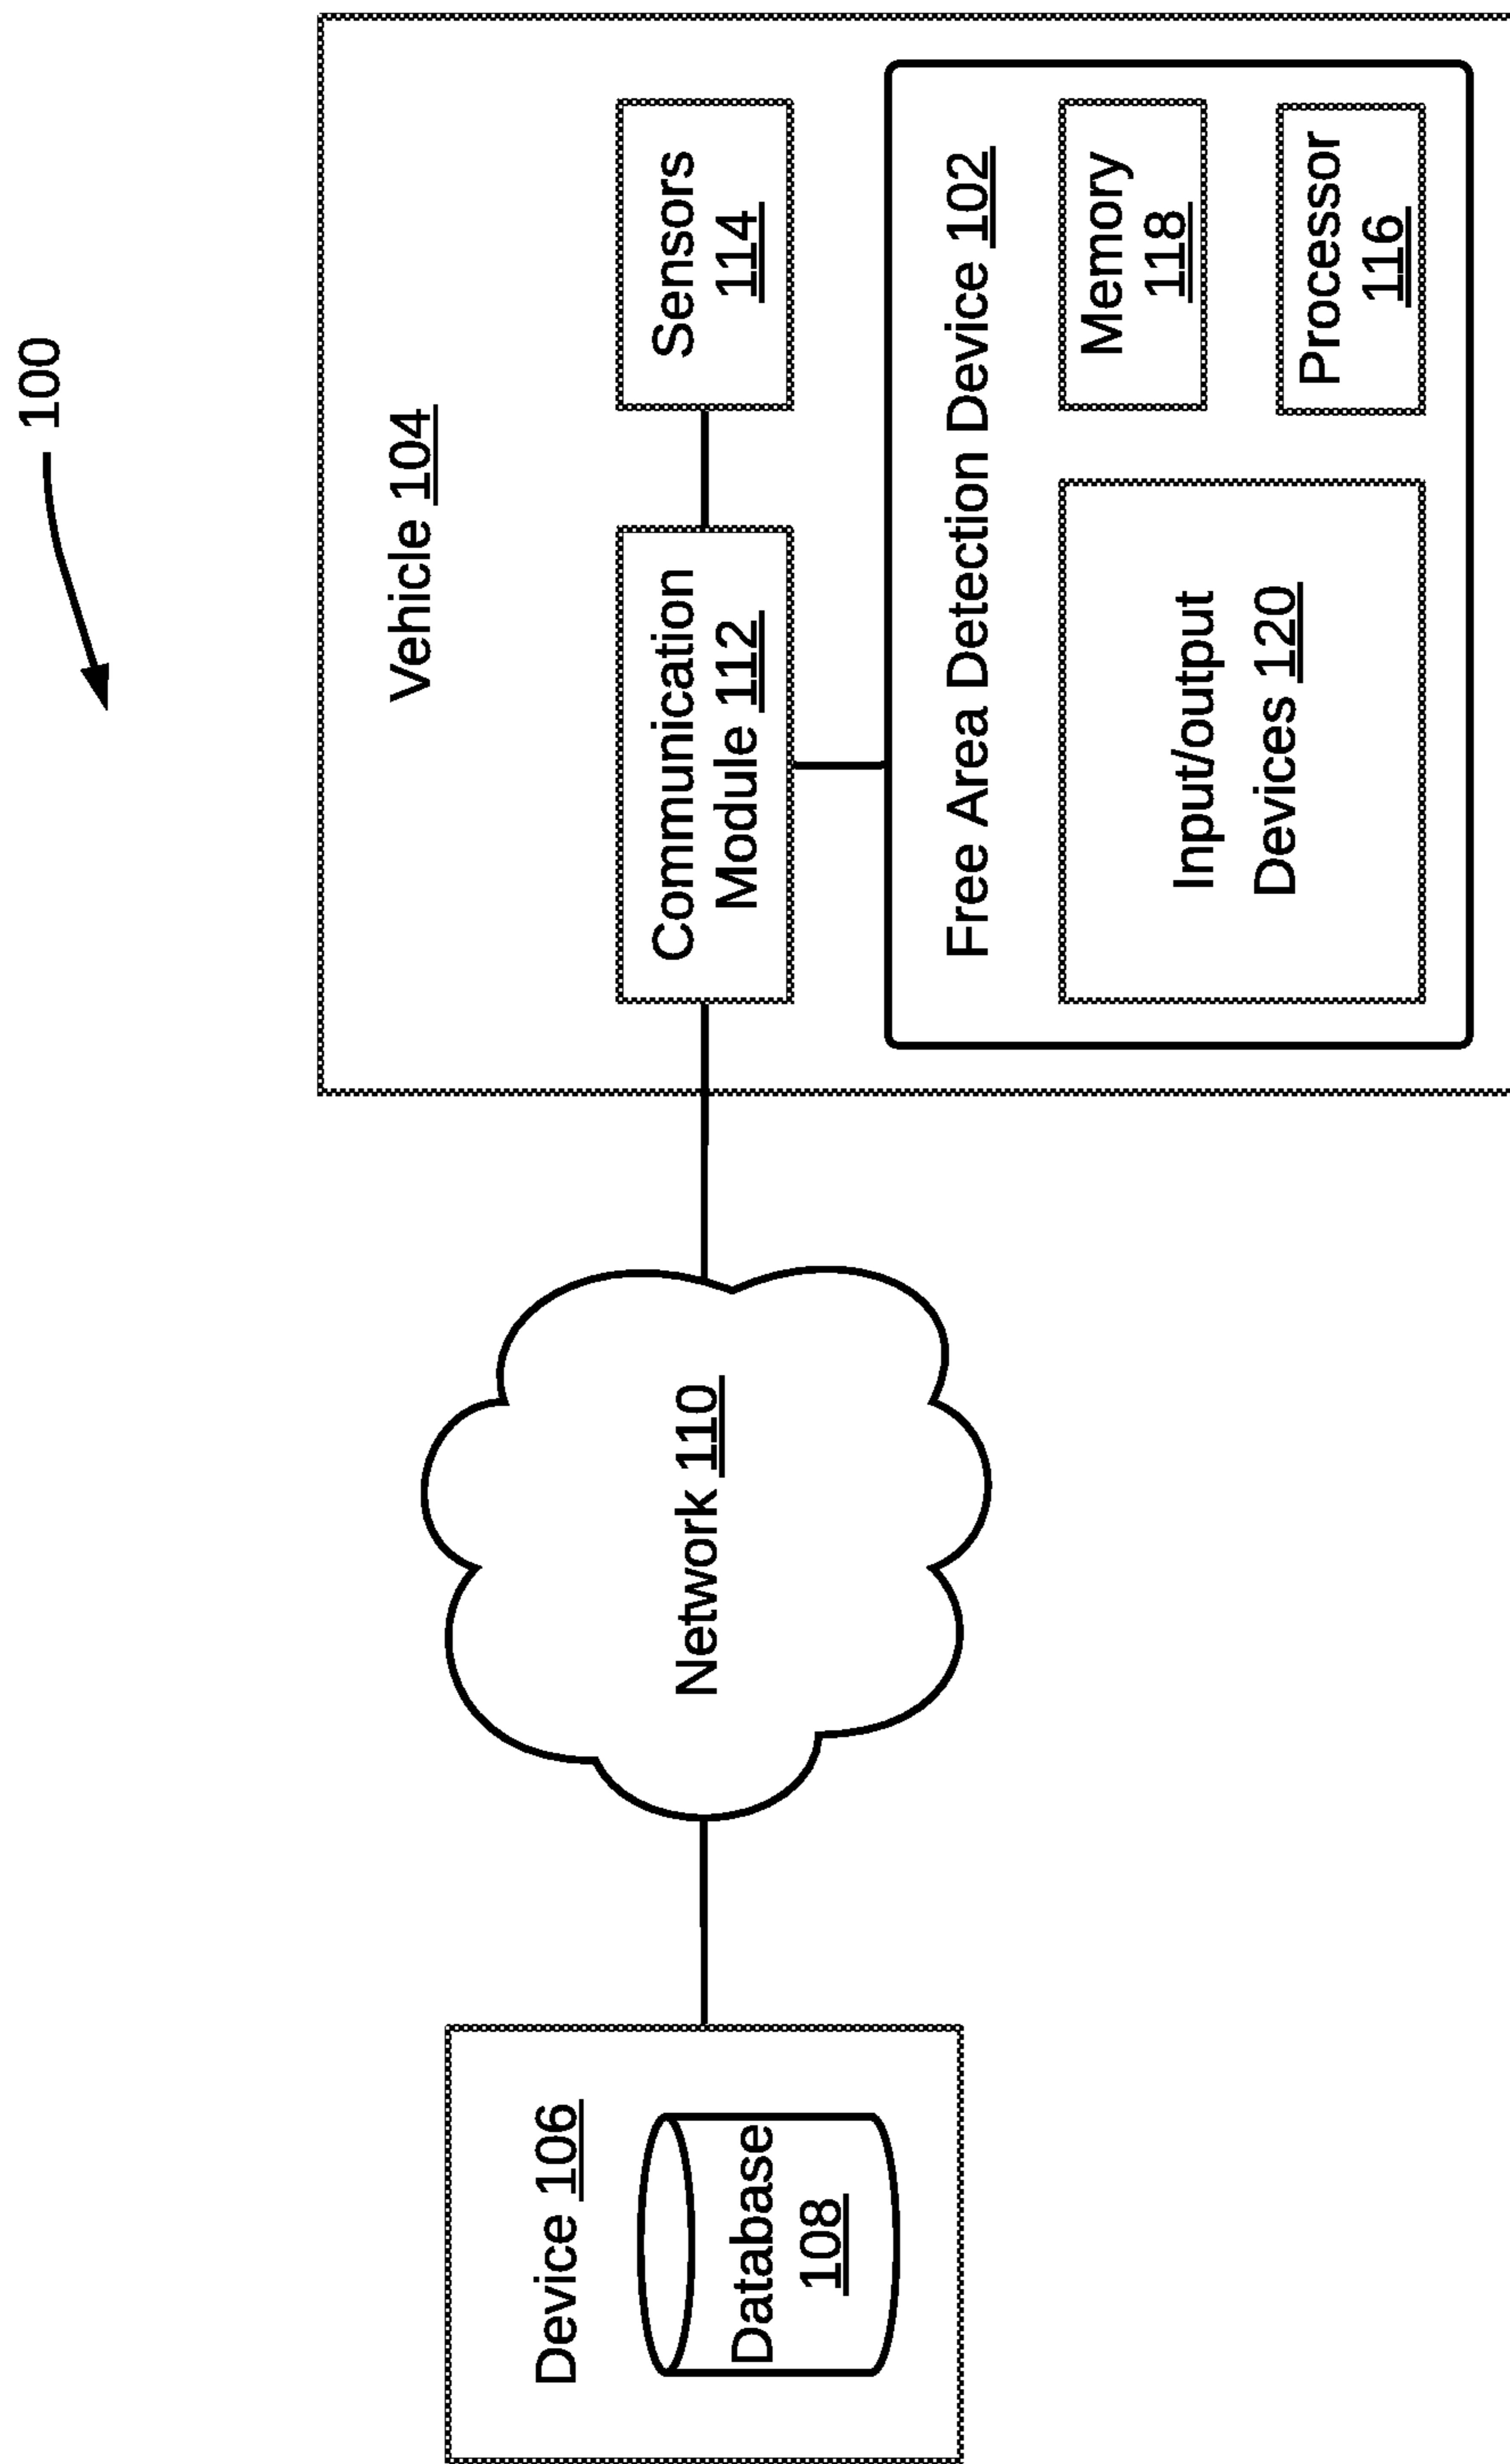 100
Vehicle 104
Communication
Module 112
Sensors
114
Free Area Detection Device 102
Input/output
Devices 120
Memory
118
Processor
116
Network 110
Device 106
Database
108